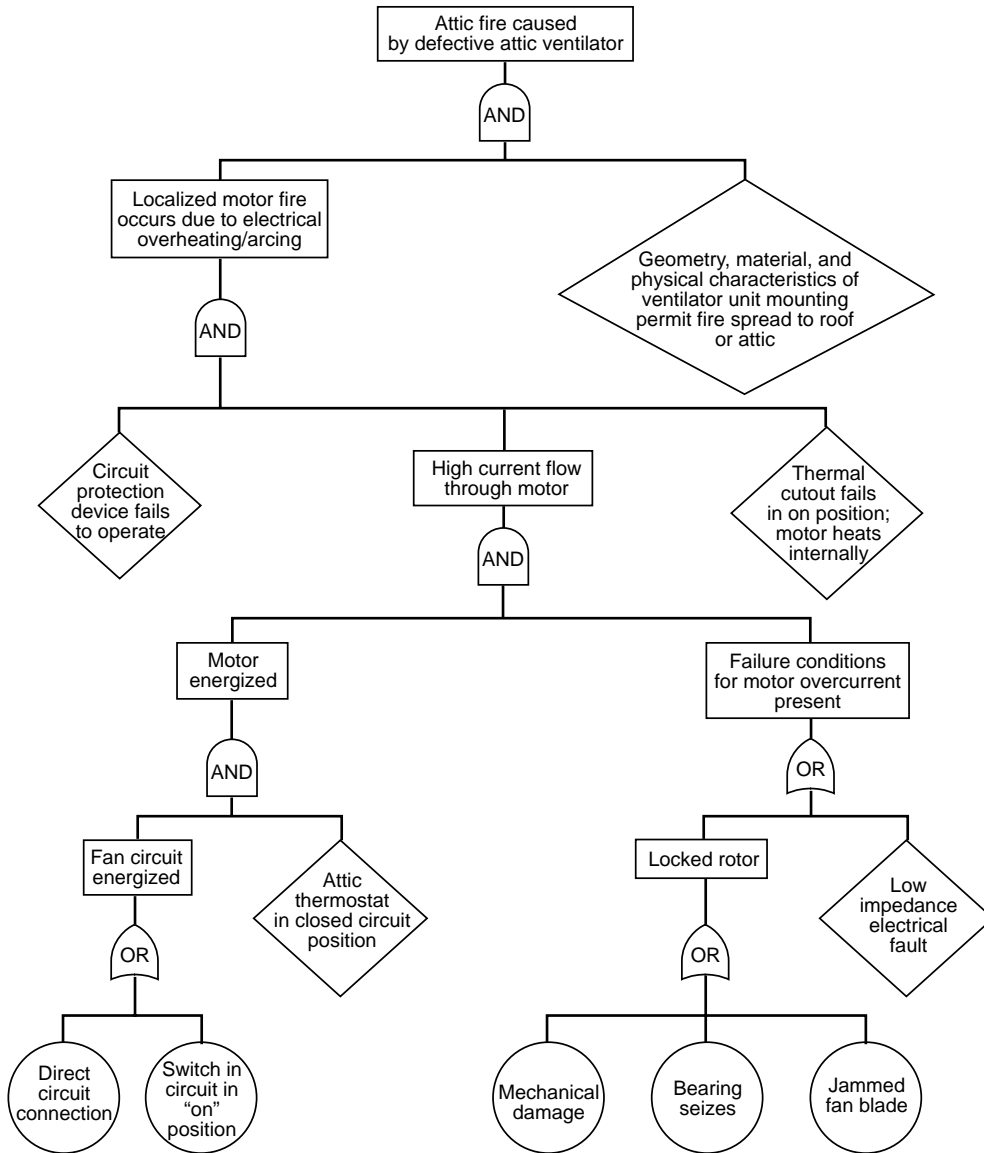 Attic fire caused
by defective attic ventilator
AND
Localized motor fire
occurs due to electrical
overheating/arcing
Geometry, material, and
physical characteristics of
ventilator unit mounting
permit fire spread to roof
or attic
AND
Circuit
protection
device fails
to operate
High current flow
through motor
Thermal
cutout fails
in on position;
motor heats
internally
AND
Motor
energized
Failure conditions
for motor overcurrent
present
AND
OR
Fan circuit
energized
Attic
thermostat
in closed circuit
position
Locked rotor
Low
impedance
electrical
fault
OR
OR
Direct
circuit
connection
Switch in
circuit in
“on”
position
Mechanical
damage
Bearing
seizes
Jammed
fan blade